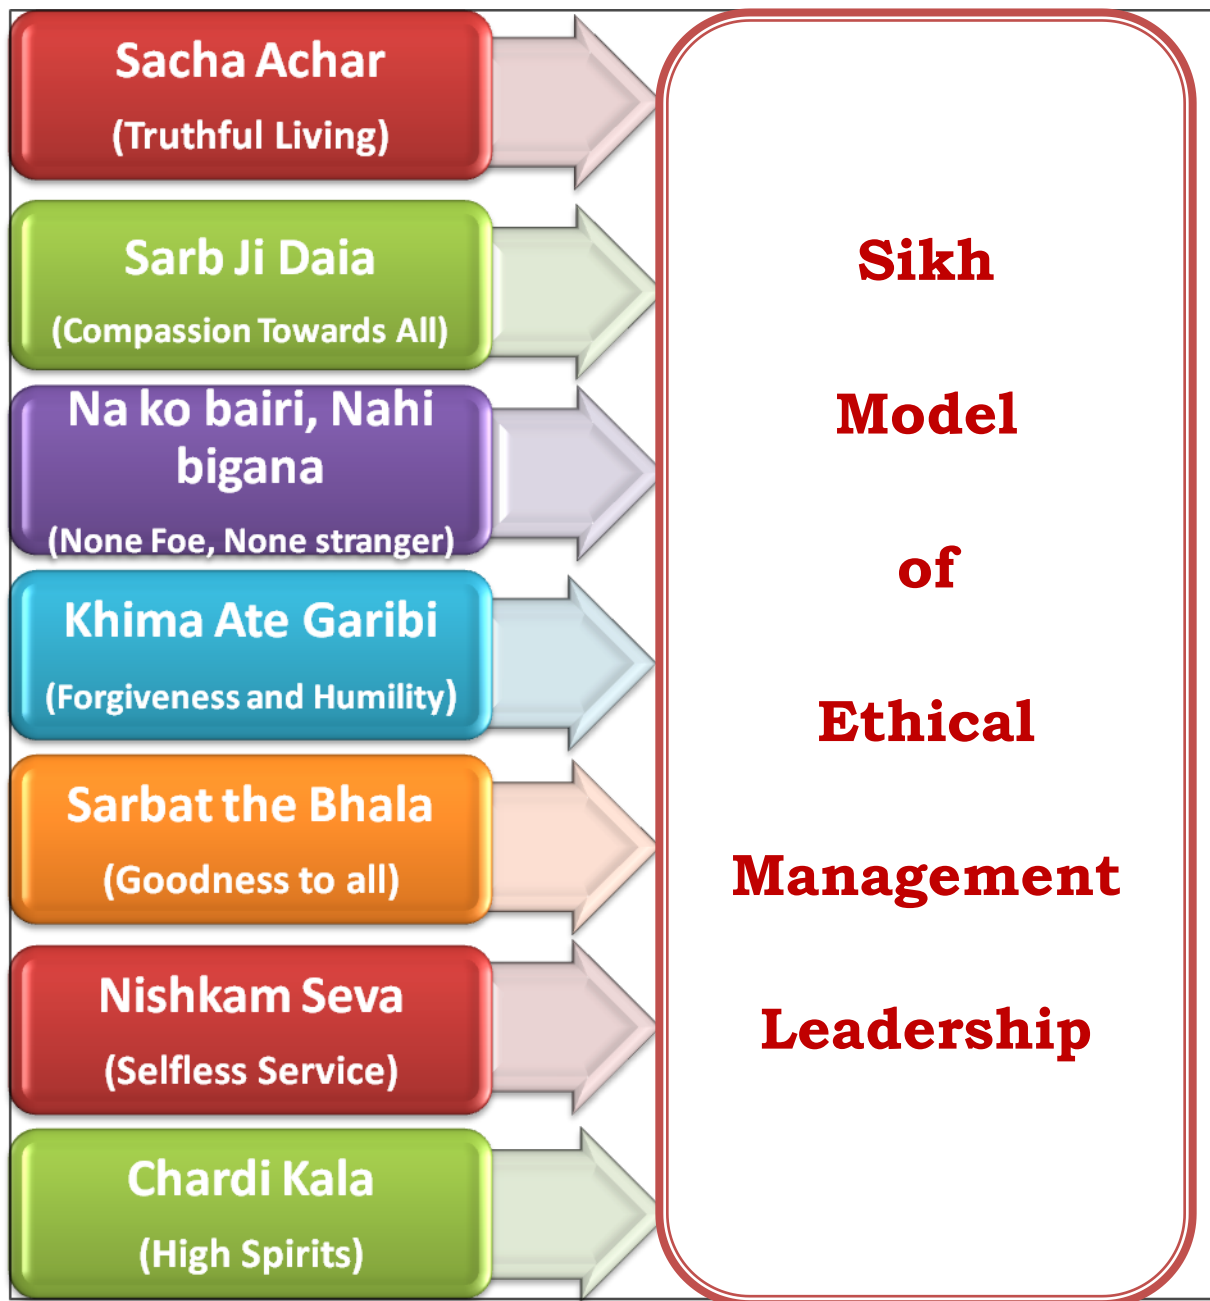 Sacha Achar
(Truthful Living)
Sarb Ji Daia
(Compassion Towards All)
Na ko bairi, Nahi
bigana
(None Foe, None stranger)
Khima Ate Garibi
(Forgiveness and Humility)
Sarbat the Bhala
(Goodness to all)
Nishkam Seva
(Selfless Service)
Chardi Kala
(High Spirits)
Sikh
Model
of
Ethical
Management
Leadership